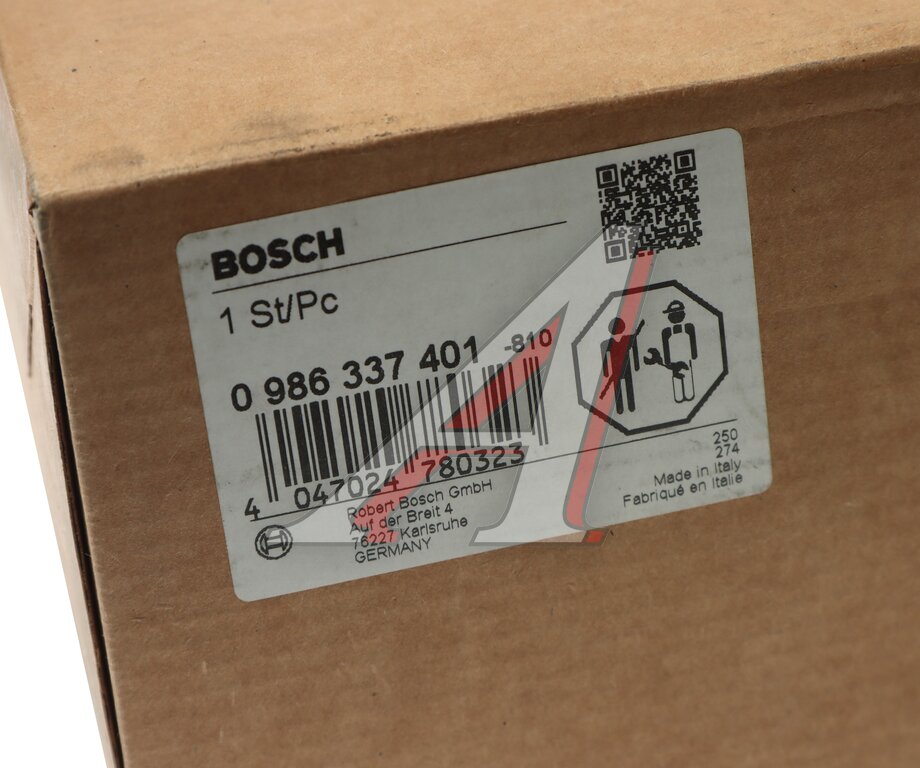 BOSCH
1 St/Pc
0 986 337 401 -810
4 047024 780323
Robert Bosch GmbH
Auf der Breit 4
76227 Karlsruhe
GERMANY
250
274
Made in Italy
Fabriqué en Italie